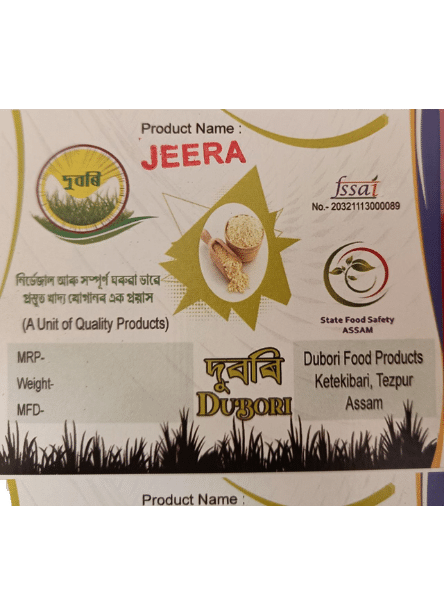 Product Name :
JEERA
দুবৰি
fssai
No.- 20321113000089
নিৰ্ভেজাল আৰু সম্পূৰ্ণ ঘৰুৱা ভাবে
প্ৰস্তুত খাদ্য যোগানৰ এক প্ৰয়াস
(A Unit of Quality Products)
State Food Safety
ASSAM
MRP-
Weight-
MFD-
দুবৰি
DUBORI
Dubori Food Products
Ketekibari, Tezpur
Assam
Product Name :